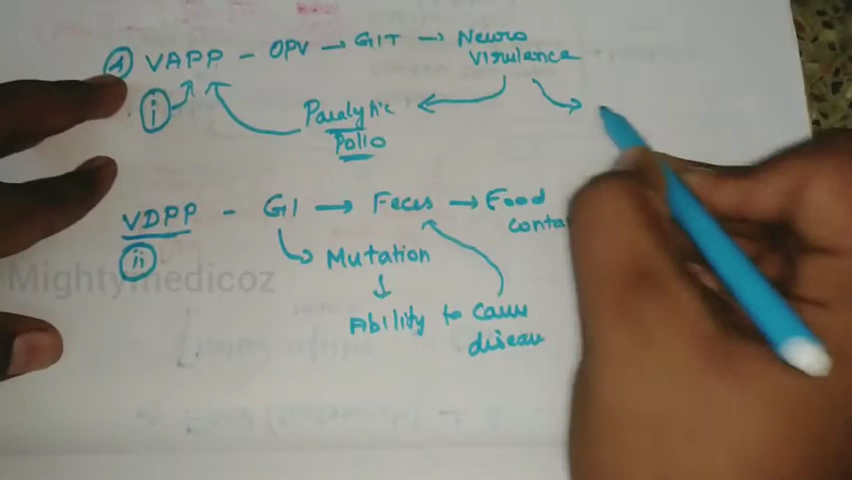 A VAPP - OPV → GIT → Neuro
virulance
i Paralytic
Polio
VDPP - GI → Feces → Food
conta
ii Mutation
Ability to cause
disease
Mightymedicoz